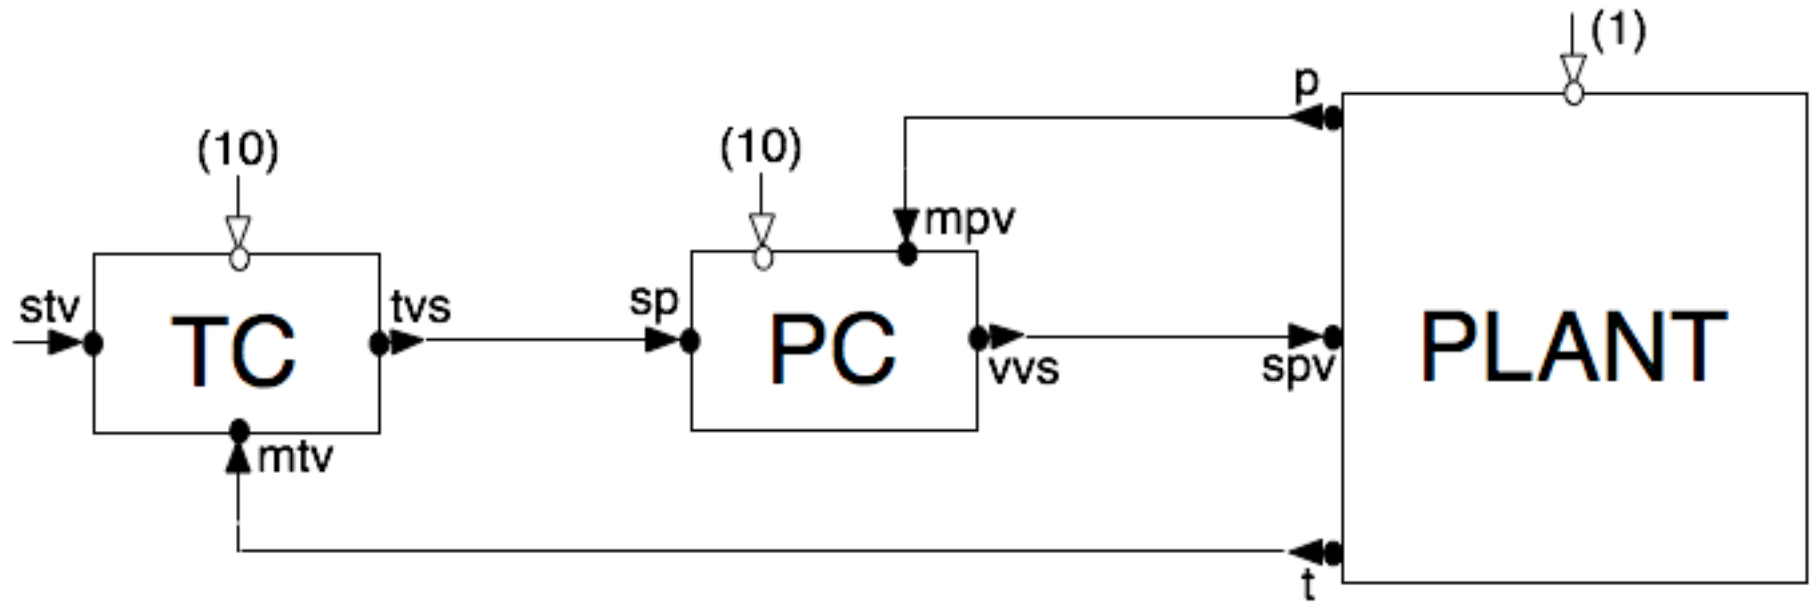 (1)
p
(10)
(10)
mpv
stv
TC
tvs
sp
PC
vvs
spv
PLANT
mtv
t